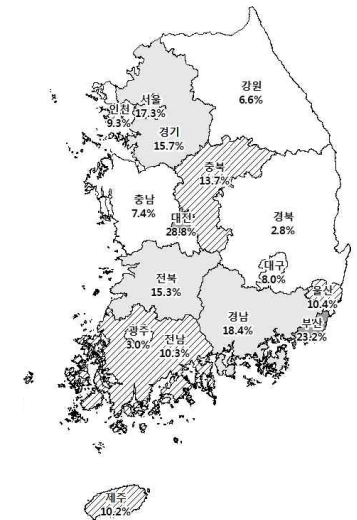 강원
6.6%
서울
17.3%
인천
9.3%
경기
15.7%
충북
13.7%
충남
7.4%
대전
28.8%
경북
2.8%
대구
8.0%
울산
10.4%
전북
15.3%
경남
18.4%
부산
23.2%
광주
3.0%
전남
10.3%
제주
10.2%